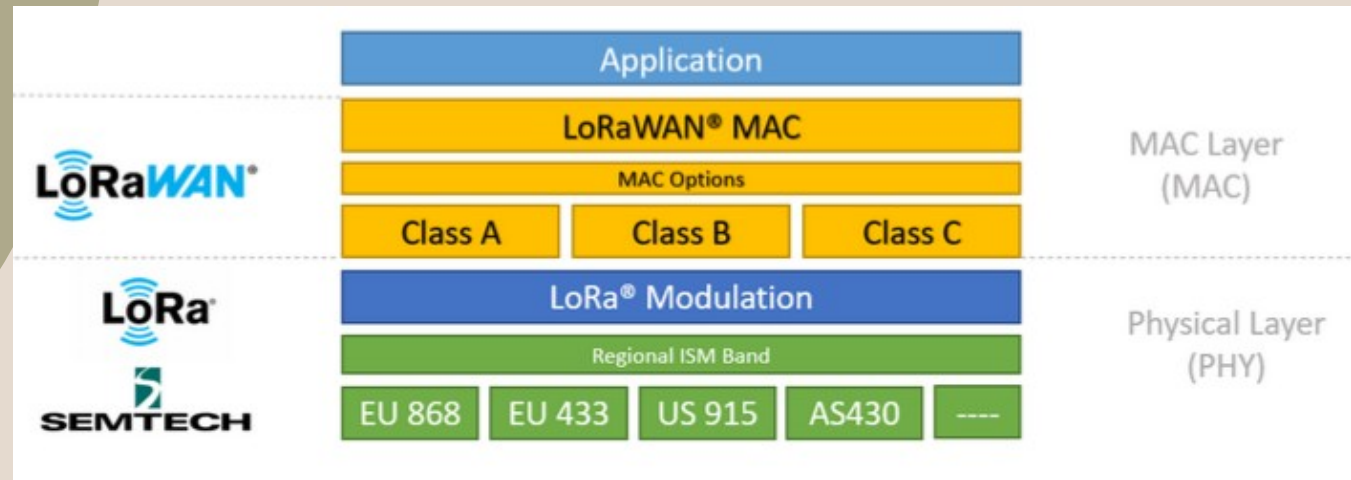 Application
LoRaWAN® MAC
MAC Options
Class A Class B Class C
LoRaWAN®
MAC Layer
(MAC)
LoRa® Modulation
Regional ISM Band
EU 868 EU 433 US 915 AS430 ----
LoRa®
SEMTECH
Physical Layer
(PHY)